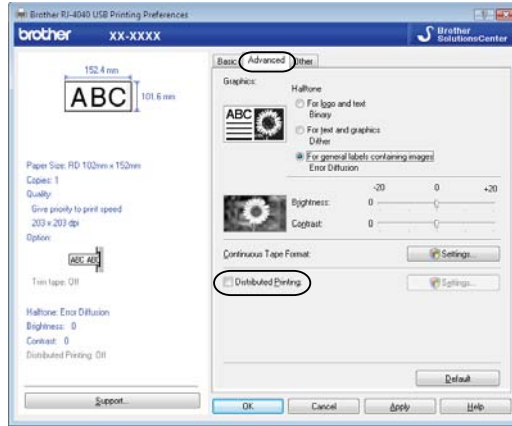 Brother RJ-4040 USB Printing Preferences
brother XX-XXXX
Brother
SolutionsCenter
152.4 mm
ABC
101.6 mm
Paper Size: RD 102mm x 152mm
Copies: 1
Quality:
Give priority to print speed
203 x 203 dpi
Option:
ABC ABC
Trim tape: Off
Halftone: Error Diffusion
Brightness: 0
Contrast: 0
Distributed Printing: Off
Support...
Basic Advanced Other
Graphics:
ABC
Halftone
For logo and text
Binary
For text and graphics
Dither
For general labels containing images
Error Diffusion
-20 0 +20
Brightness: 0
Contrast: 0
Continuous Tape Format: Settings...
Distributed Printing: Settings...
Default
OK Cancel Apply Help